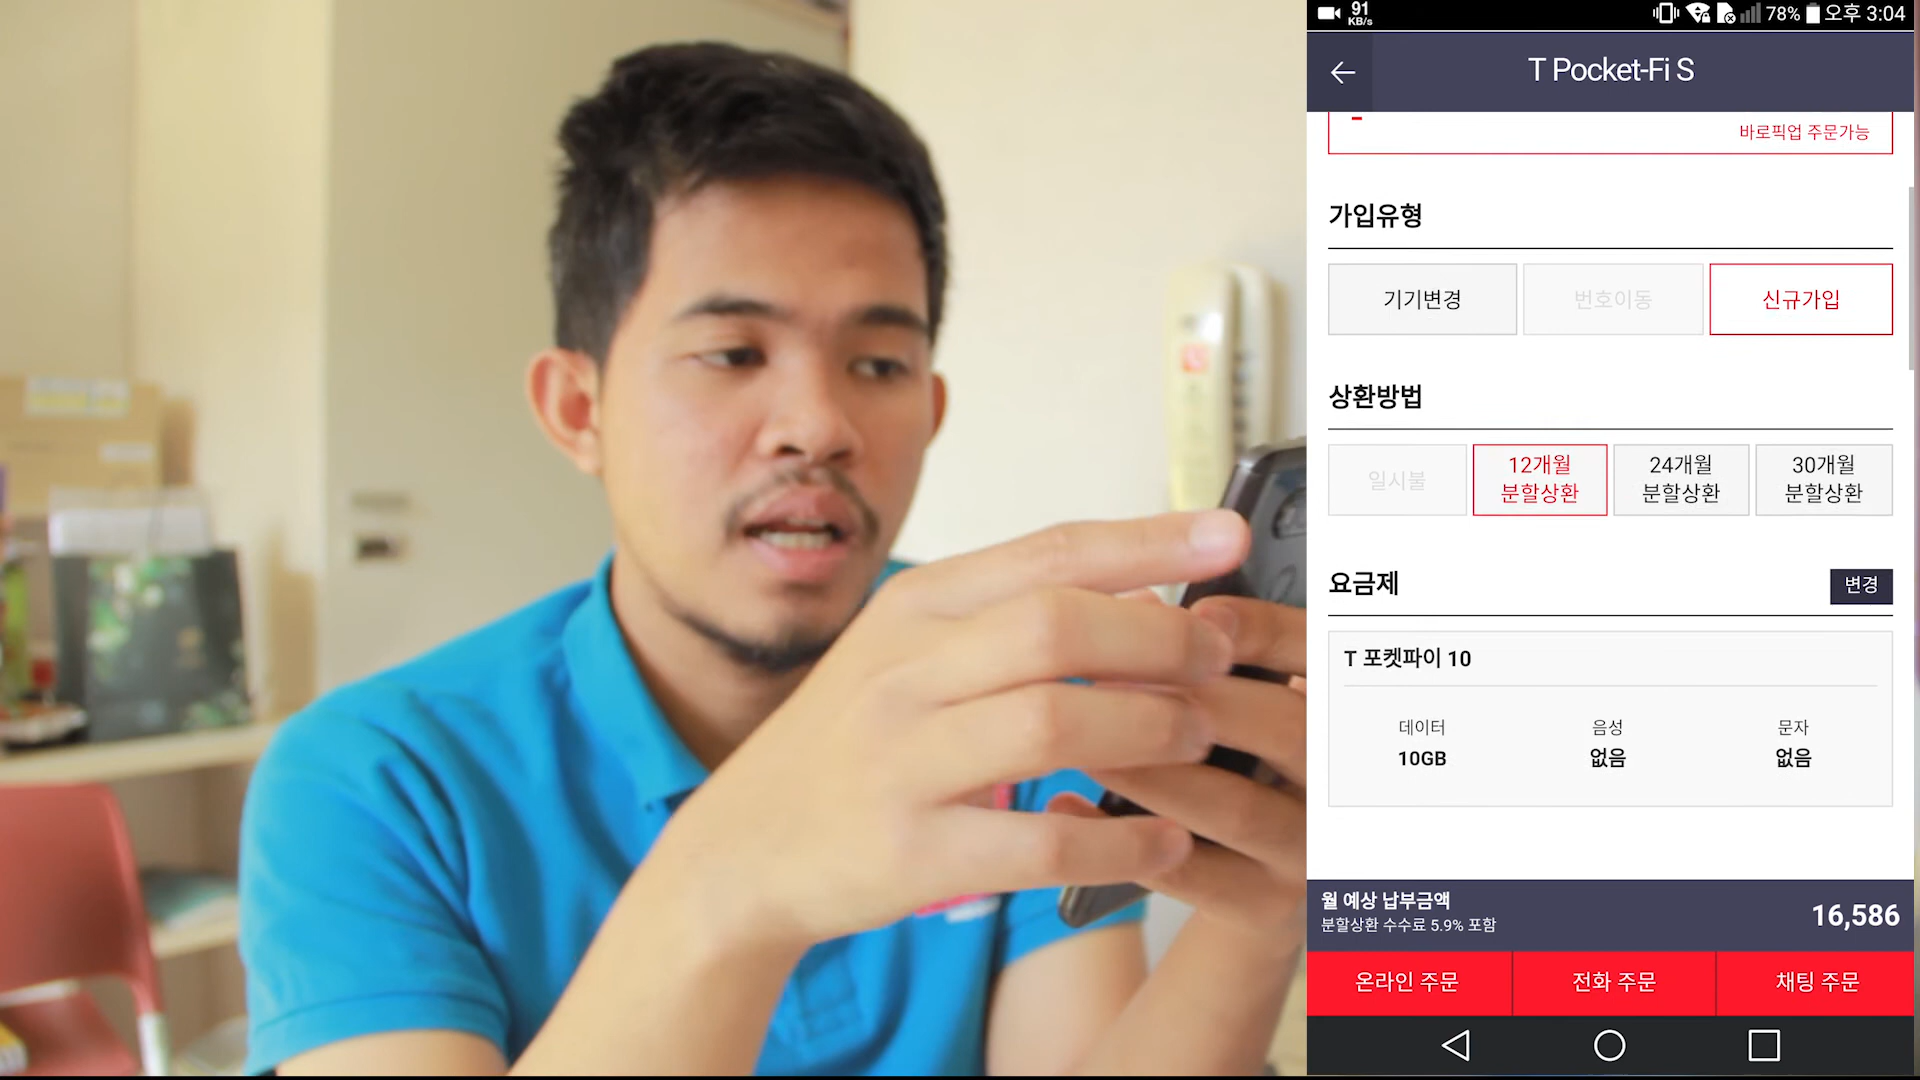 91
KB/s
78%
오후 3:04
T Pocket-Fi S
바로픽업 주문가능
가입유형
기기변경
번호이동
신규가입
상환방법
일시불
12개월
분할상환
24개월
분할상환
30개월
분할상환
요금제
변경
T 포켓파이 10
데이터
음성
문자
10GB
없음
없음
월 예상 납부금액
분할상환 수수료 5.9% 포함
16,586
온라인 주문
전화 주문
채팅 주문